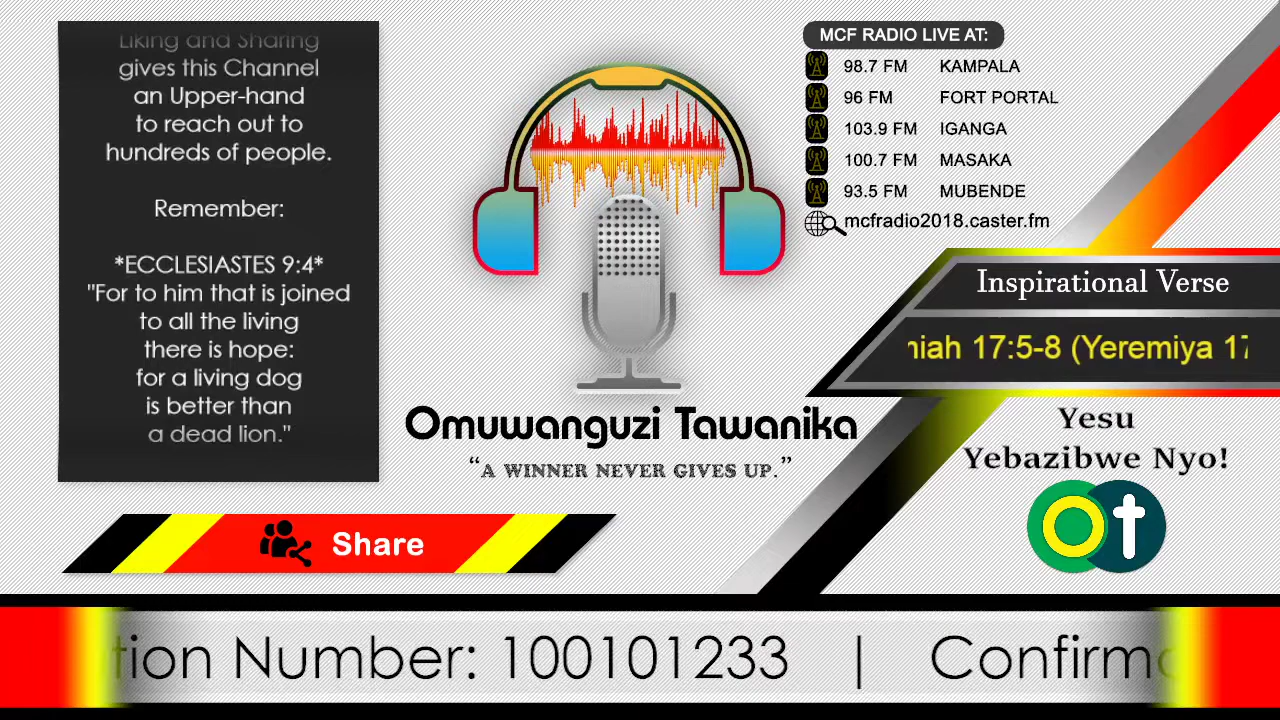 Liking and Sharing
gives this Channel
an Upper-hand
to reach out to
hundreds of people.
Remember:
*ECCLESIASTES 9:4*
"For to him that is joined
to all the living
there is hope:
for a living dog
is better than
a dead lion."
Omuwanguzi Tawanika
“A WINNER NEVER GIVES UP.”
MCF RADIO LIVE AT:
98.7 FM KAMPALA
96 FM FORT PORTAL
103.9 FM IGANGA
100.7 FM MASAKA
93.5 FM MUBENDE
mcfradio2018.caster.fm
Inspirational Verse
niah 17:5-8 (Yeremiya 17
Yesu
Yebazibwe Nyo!
ot
Share
tion Number: 100101233 | Confirma